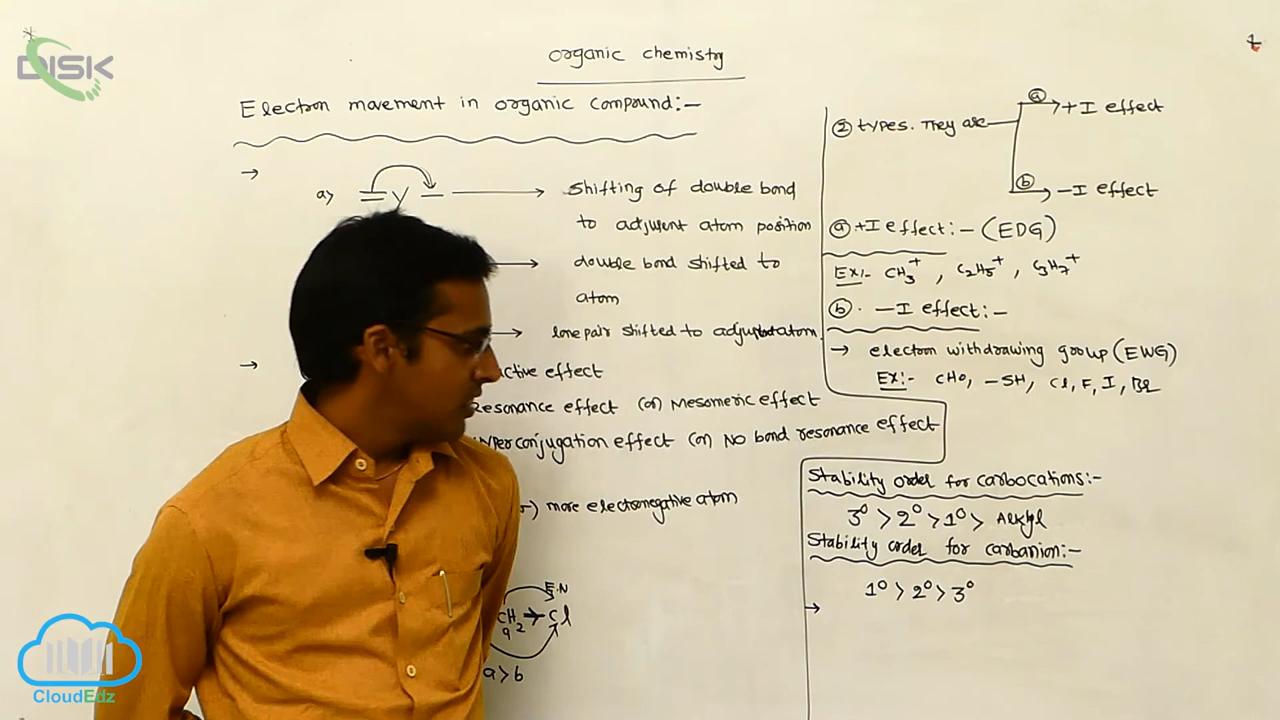 DISK
organic chemistry
Electron movement in organic compound:-
→
a) = Y — → shifting of double bond
to adjucent atom position
→ double bond shifted to
atom
→ lone pair shifted to atom
→ ctive effect
Resonance effect (or) Mesomeric effect
Hyperconjugation effect (or) NO bond resonance effect
or) more electronegative atom
E.N
CH2 → Cl
a
a > b
② types. They are
ⓐ → +I effect
ⓑ → -I effect
ⓐ +I effect:- (EDG)
Ex:- CH3+, C2H5+, C3H7+
ⓑ. -I effect:-
→ electron withdrawing group (EWG)
Ex:- CHO, -SH, Cl, F, I, Br
Stability order for carbocations:-
3° > 2° > 1° > Alkyl
Stability order for carbanion:-
1° > 2° > 3°
→
CloudEdz